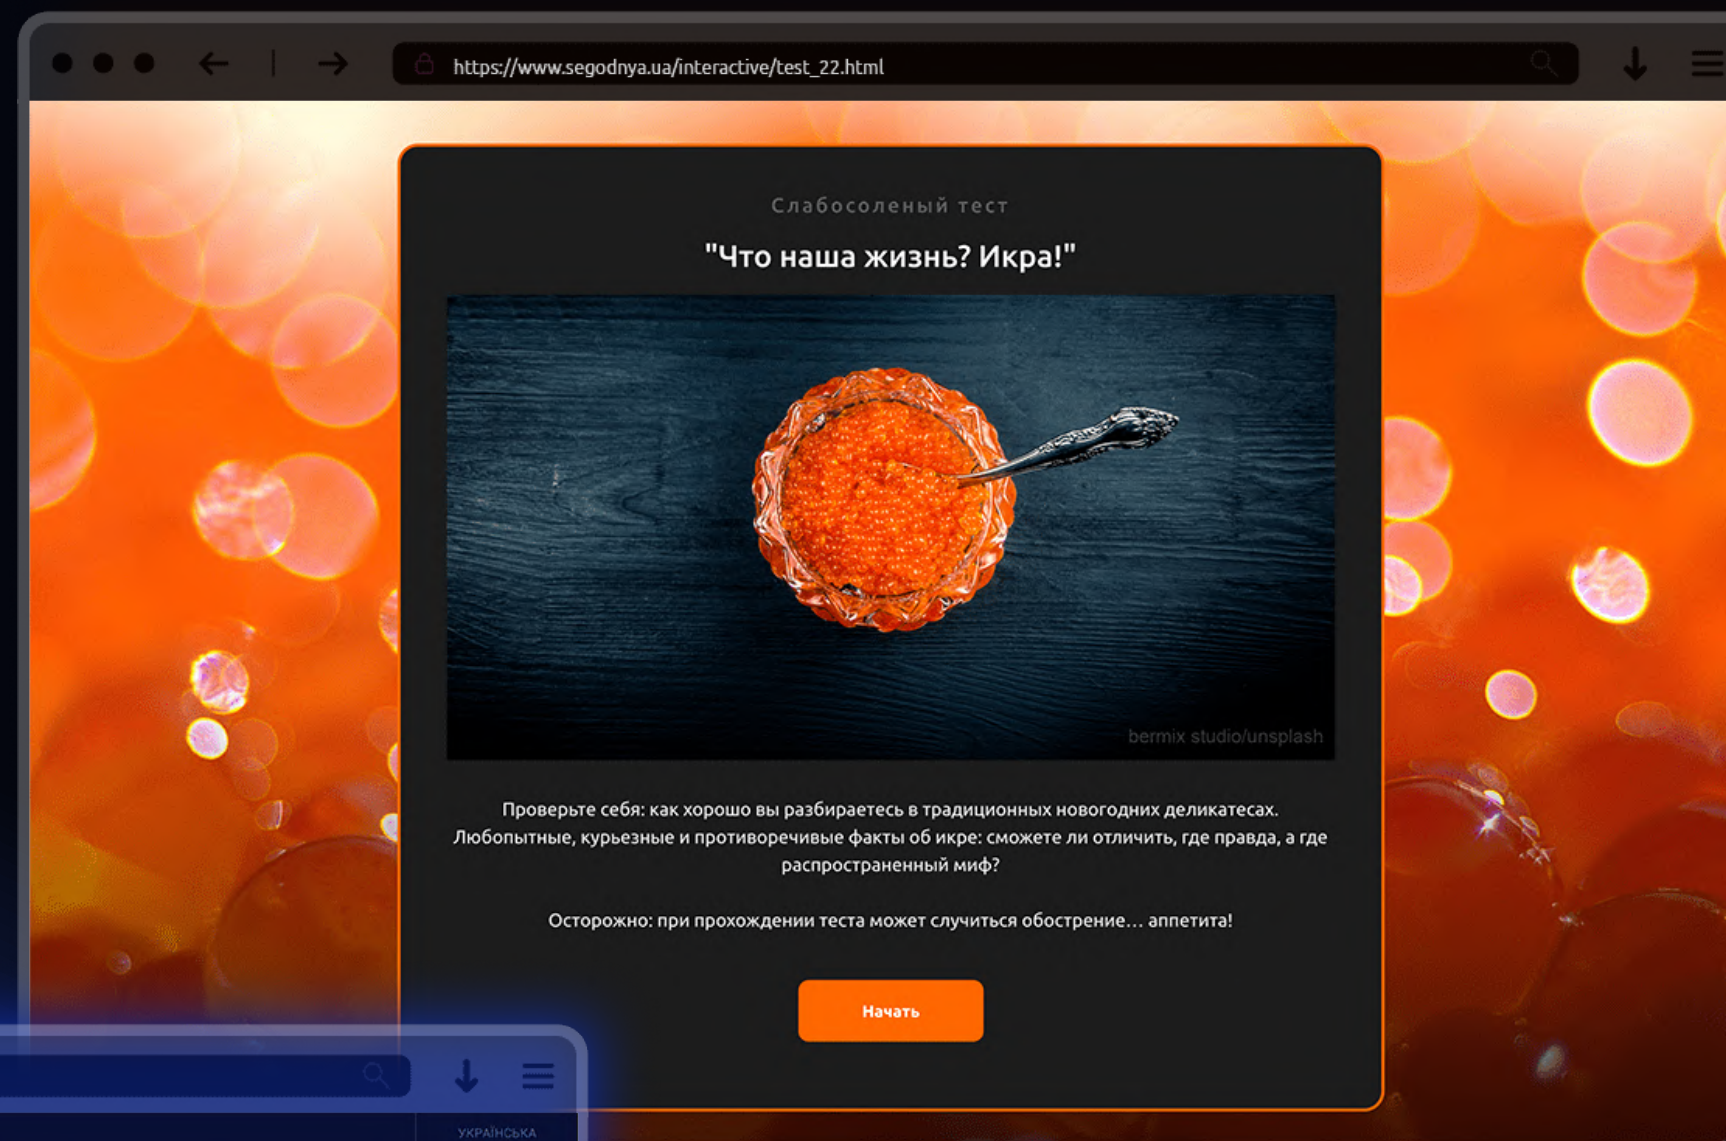 https://www.segodnya.ua/interactive/test_22.html
Слабосоленый тест
"Что наша жизнь? Икра!"
bermix studio/unsplash
Проверьте себя: как хорошо вы разбираетесь в традиционных новогодних деликатесах.
Любопытные, курьезные и противоречивые факты об икре: сможете ли отличить, где правда, а где
распространенный миф?
Осторожно: при прохождении теста может случиться обострение... аппетита!
Начать
УКРАЇНСЬКА